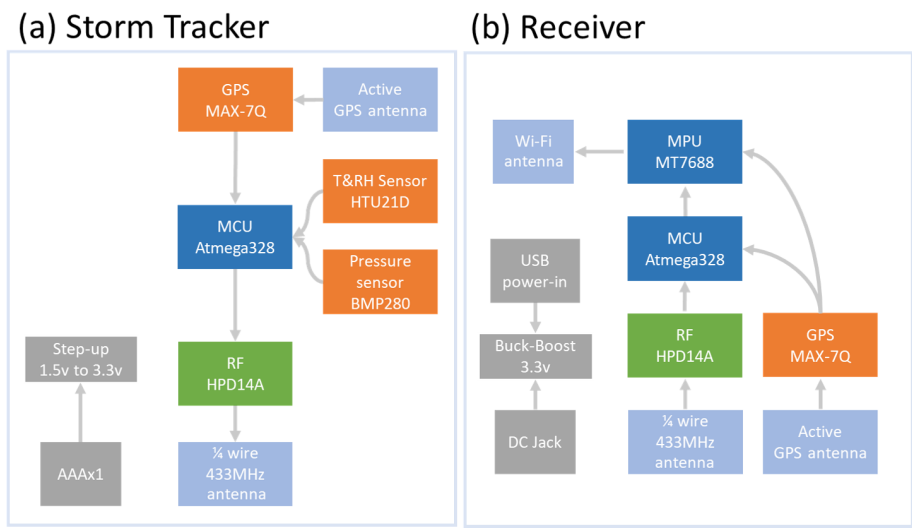 (a) Storm Tracker
GPS
MAX-7Q
Active
GPS antenna
T&RH Sensor
HTU21D
MCU
Atmega328
Pressure
sensor
BMP280
Step-up
1.5v to 3.3v
RF
HPD14A
AAAx1
¼ wire
433MHz
antenna
(b) Receiver
Wi-Fi
antenna
MPU
MT7688
MCU
Atmega328
USB
power-in
Buck-Boost
3.3v
RF
HPD14A
GPS
MAX-7Q
DC Jack
¼ wire
433MHz
antenna
Active
GPS antenna